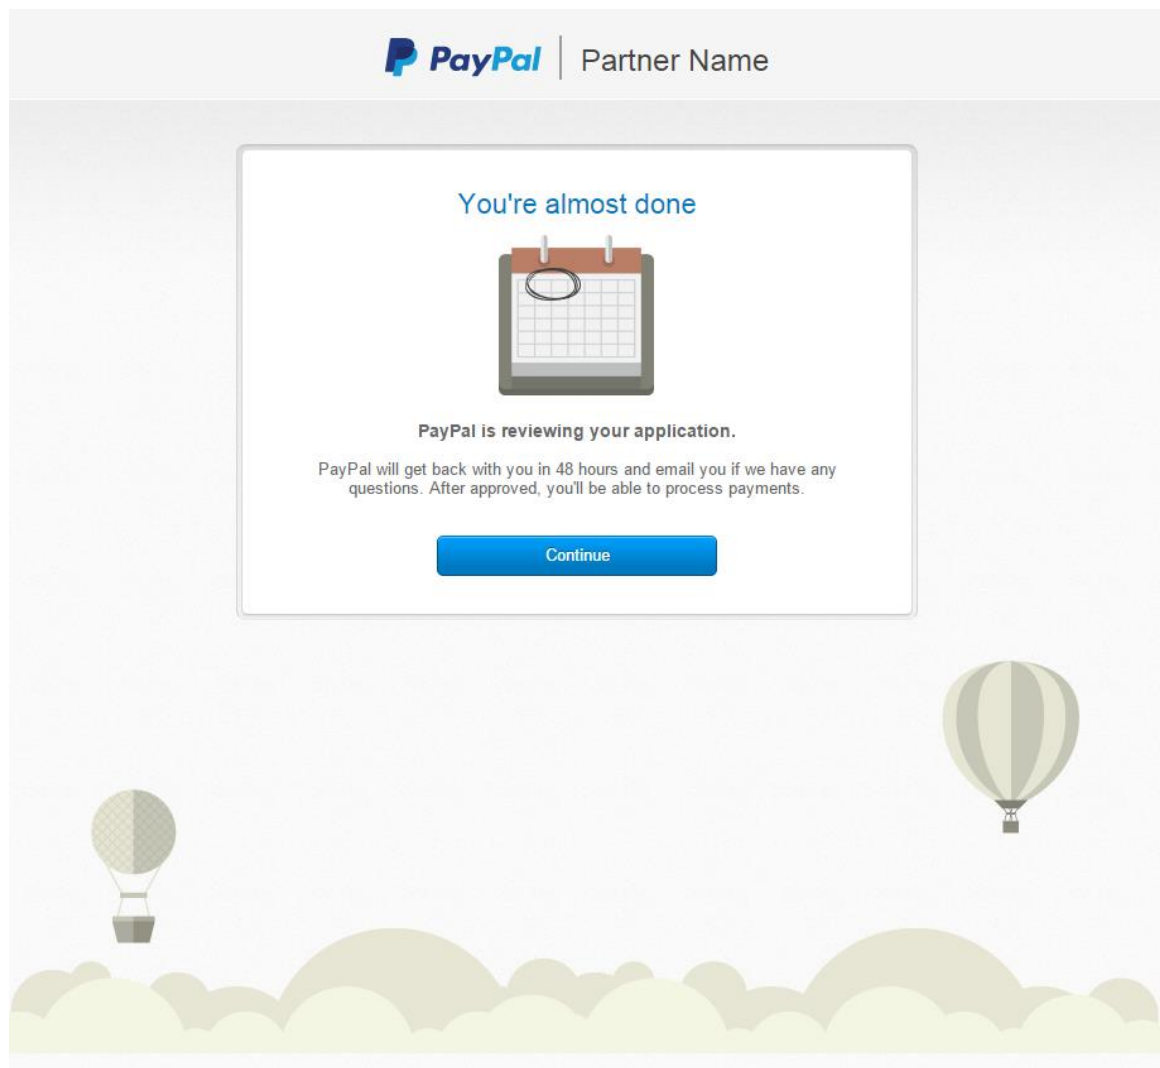 PayPal | Partner Name
You're almost done
PayPal is reviewing your application.
PayPal will get back with you in 48 hours and email you if we have any
questions. After approved, you'll be able to process payments.
Continue